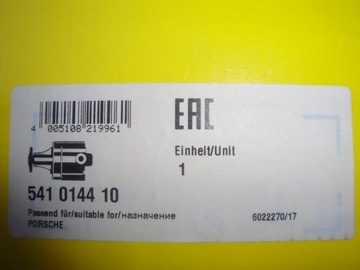 4 005108 219961
EAC
Einheit/Unit
1
541 0144 10
Passend für/suitable for/назначение
PORSCHE
6022270/17